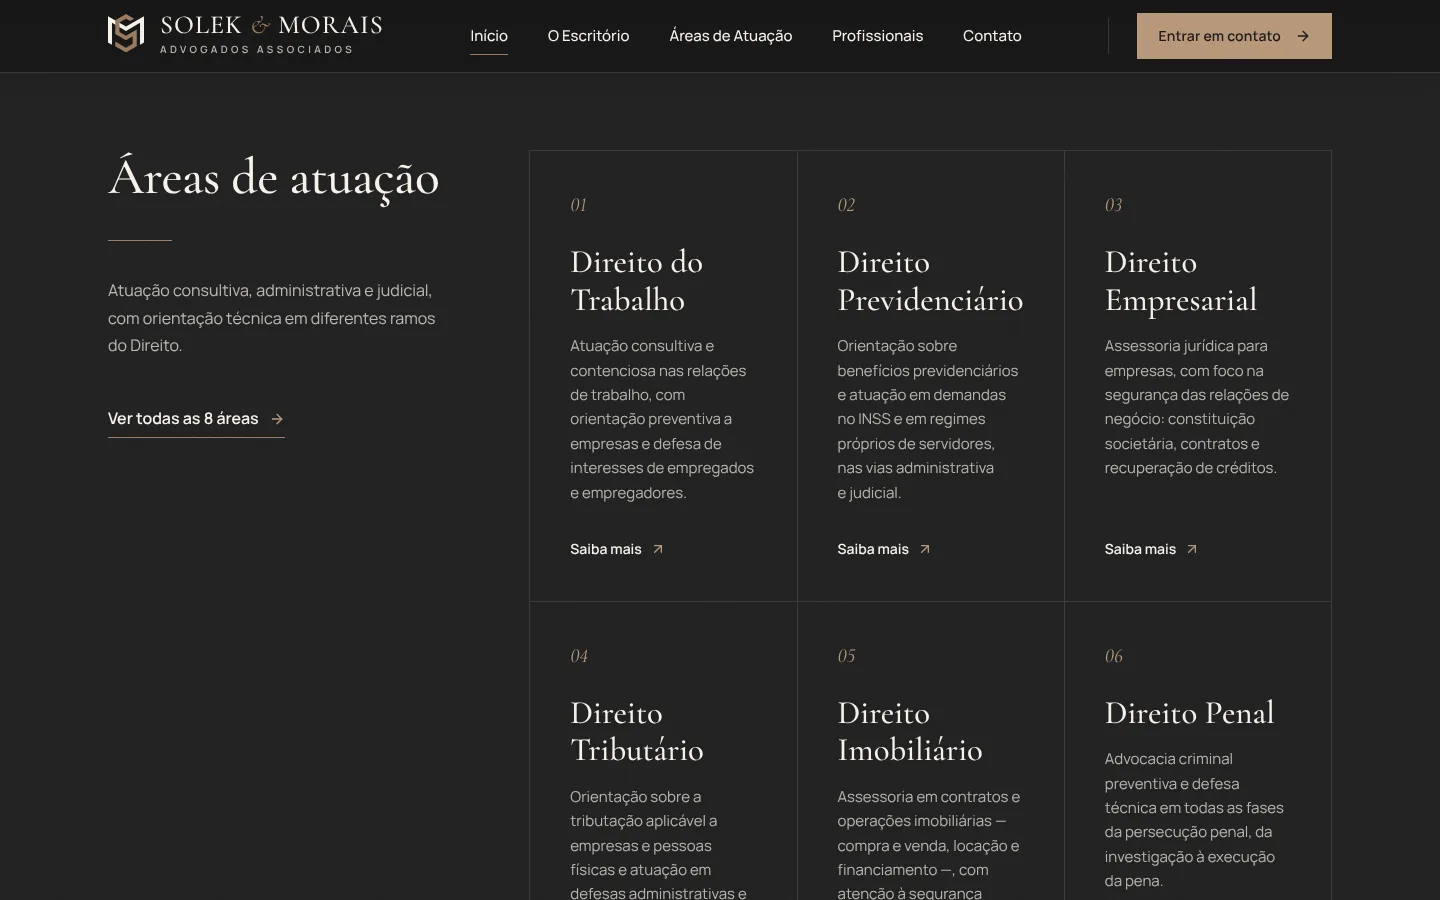 SOLEK & MORAIS
ADVOGADOS ASSOCIADOS
Início
O Escritório
Áreas de Atuação
Profissionais
Contato
Entrar em contato
Áreas de atuação
Atuação consultiva, administrativa e judicial,
com orientação técnica em diferentes ramos
do Direito.
Ver todas as 8 áreas
01
Direito do
Trabalho
Atuação consultiva e
contenciosa nas relações
de trabalho, com
orientação preventiva a
empresas e defesa de
interesses de empregados
e empregadores.
Saiba mais
02
Direito
Previdenciário
Orientação sobre
benefícios previdenciários
e atuação em demandas
no INSS e em regimes
próprios de servidores,
nas vias administrativa
e judicial.
Saiba mais
03
Direito
Empresarial
Assessoria jurídica para
empresas, com foco na
segurança das relações de
negócio: constituição
societária, contratos e
recuperação de créditos.
Saiba mais
04
Direito
Tributário
Orientação sobre a
tributação aplicável a
empresas e pessoas
físicas e atuação em
defesas administrativas e
05
Direito
Imobiliário
Assessoria em contratos e
operações imobiliárias —
compra e venda, locação e
financiamento —, com
atenção à segurança
06
Direito Penal
Advocacia criminal
preventiva e defesa
técnica em todas as fases
da persecução penal, da
investigação à execução
da pena.